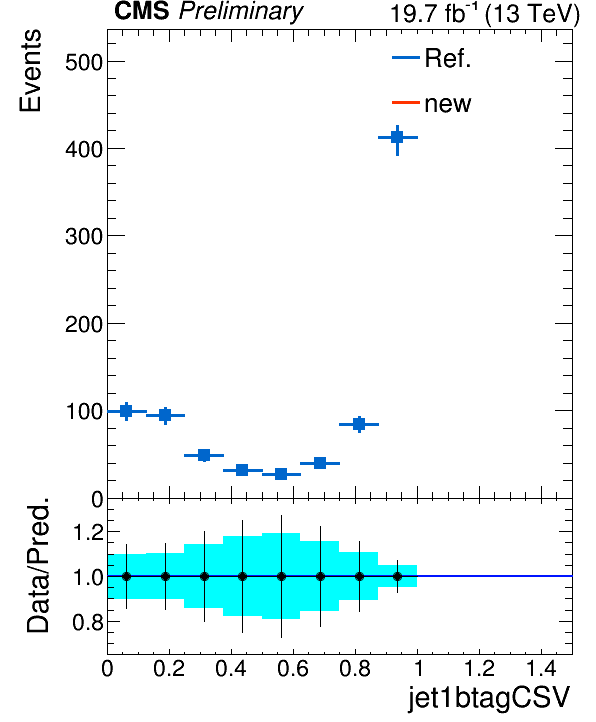 CMS Preliminary 19.7 fb⁻¹ (13 TeV)
Events
500
400
300
200
100
0
Ref.
new
Data/Pred.
1.2
1.0
0.8
0 0.2 0.4 0.6 0.8 1 1.2 1.4
jet1btagCSV